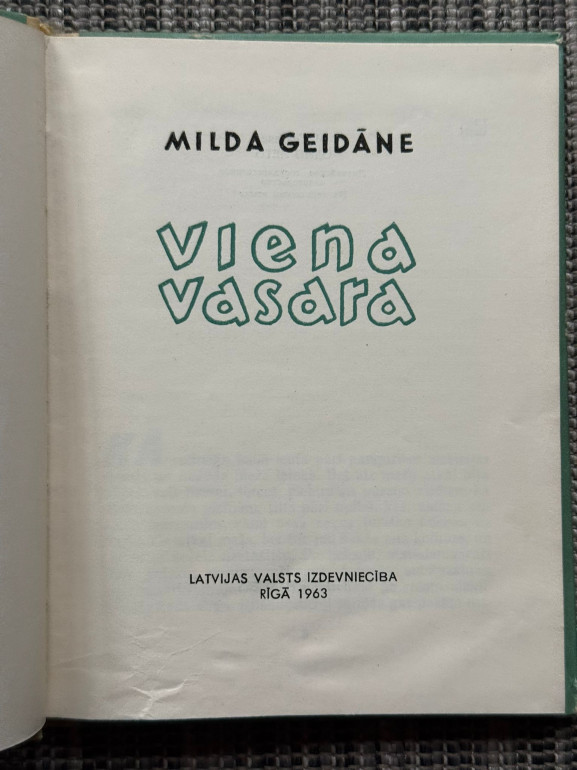 MILDA GEIDĀNE
viena
vasara
LATVIJAS VALSTS IZDEVNIECĪBA
RĪGĀ 1963